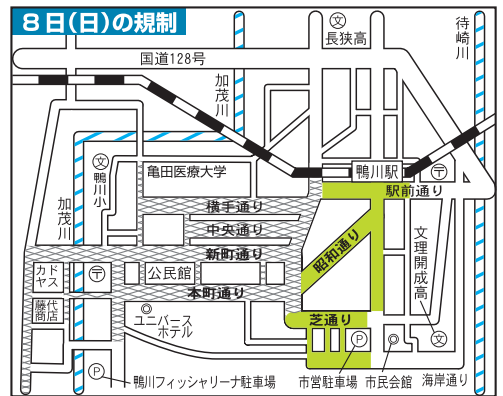 8日(日)の規制
国道128号
加茂川
文
長狭高
待崎川
文
鴨川小
亀田医療大学
鴨川駅
〒
駅前通り
加茂川
横手通り
中央通り
新町通り
昭和通り
文理開成高
カド
ヤス
〒
公民館
本町通り
藤代
商店
◎
ユニバース
ホテル
芝通り
P
◎
文
P
鴨川フィッシャリーナ駐車場
市営駐車場
市民会館
海岸通り